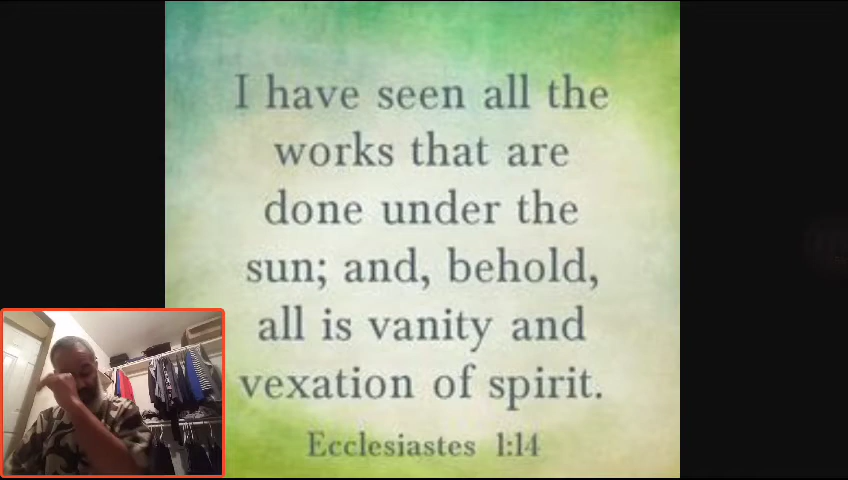 I have seen all the
works that are
done under the
sun; and, behold,
all is vanity and
vexation of spirit.
Ecclesiastes 1:14